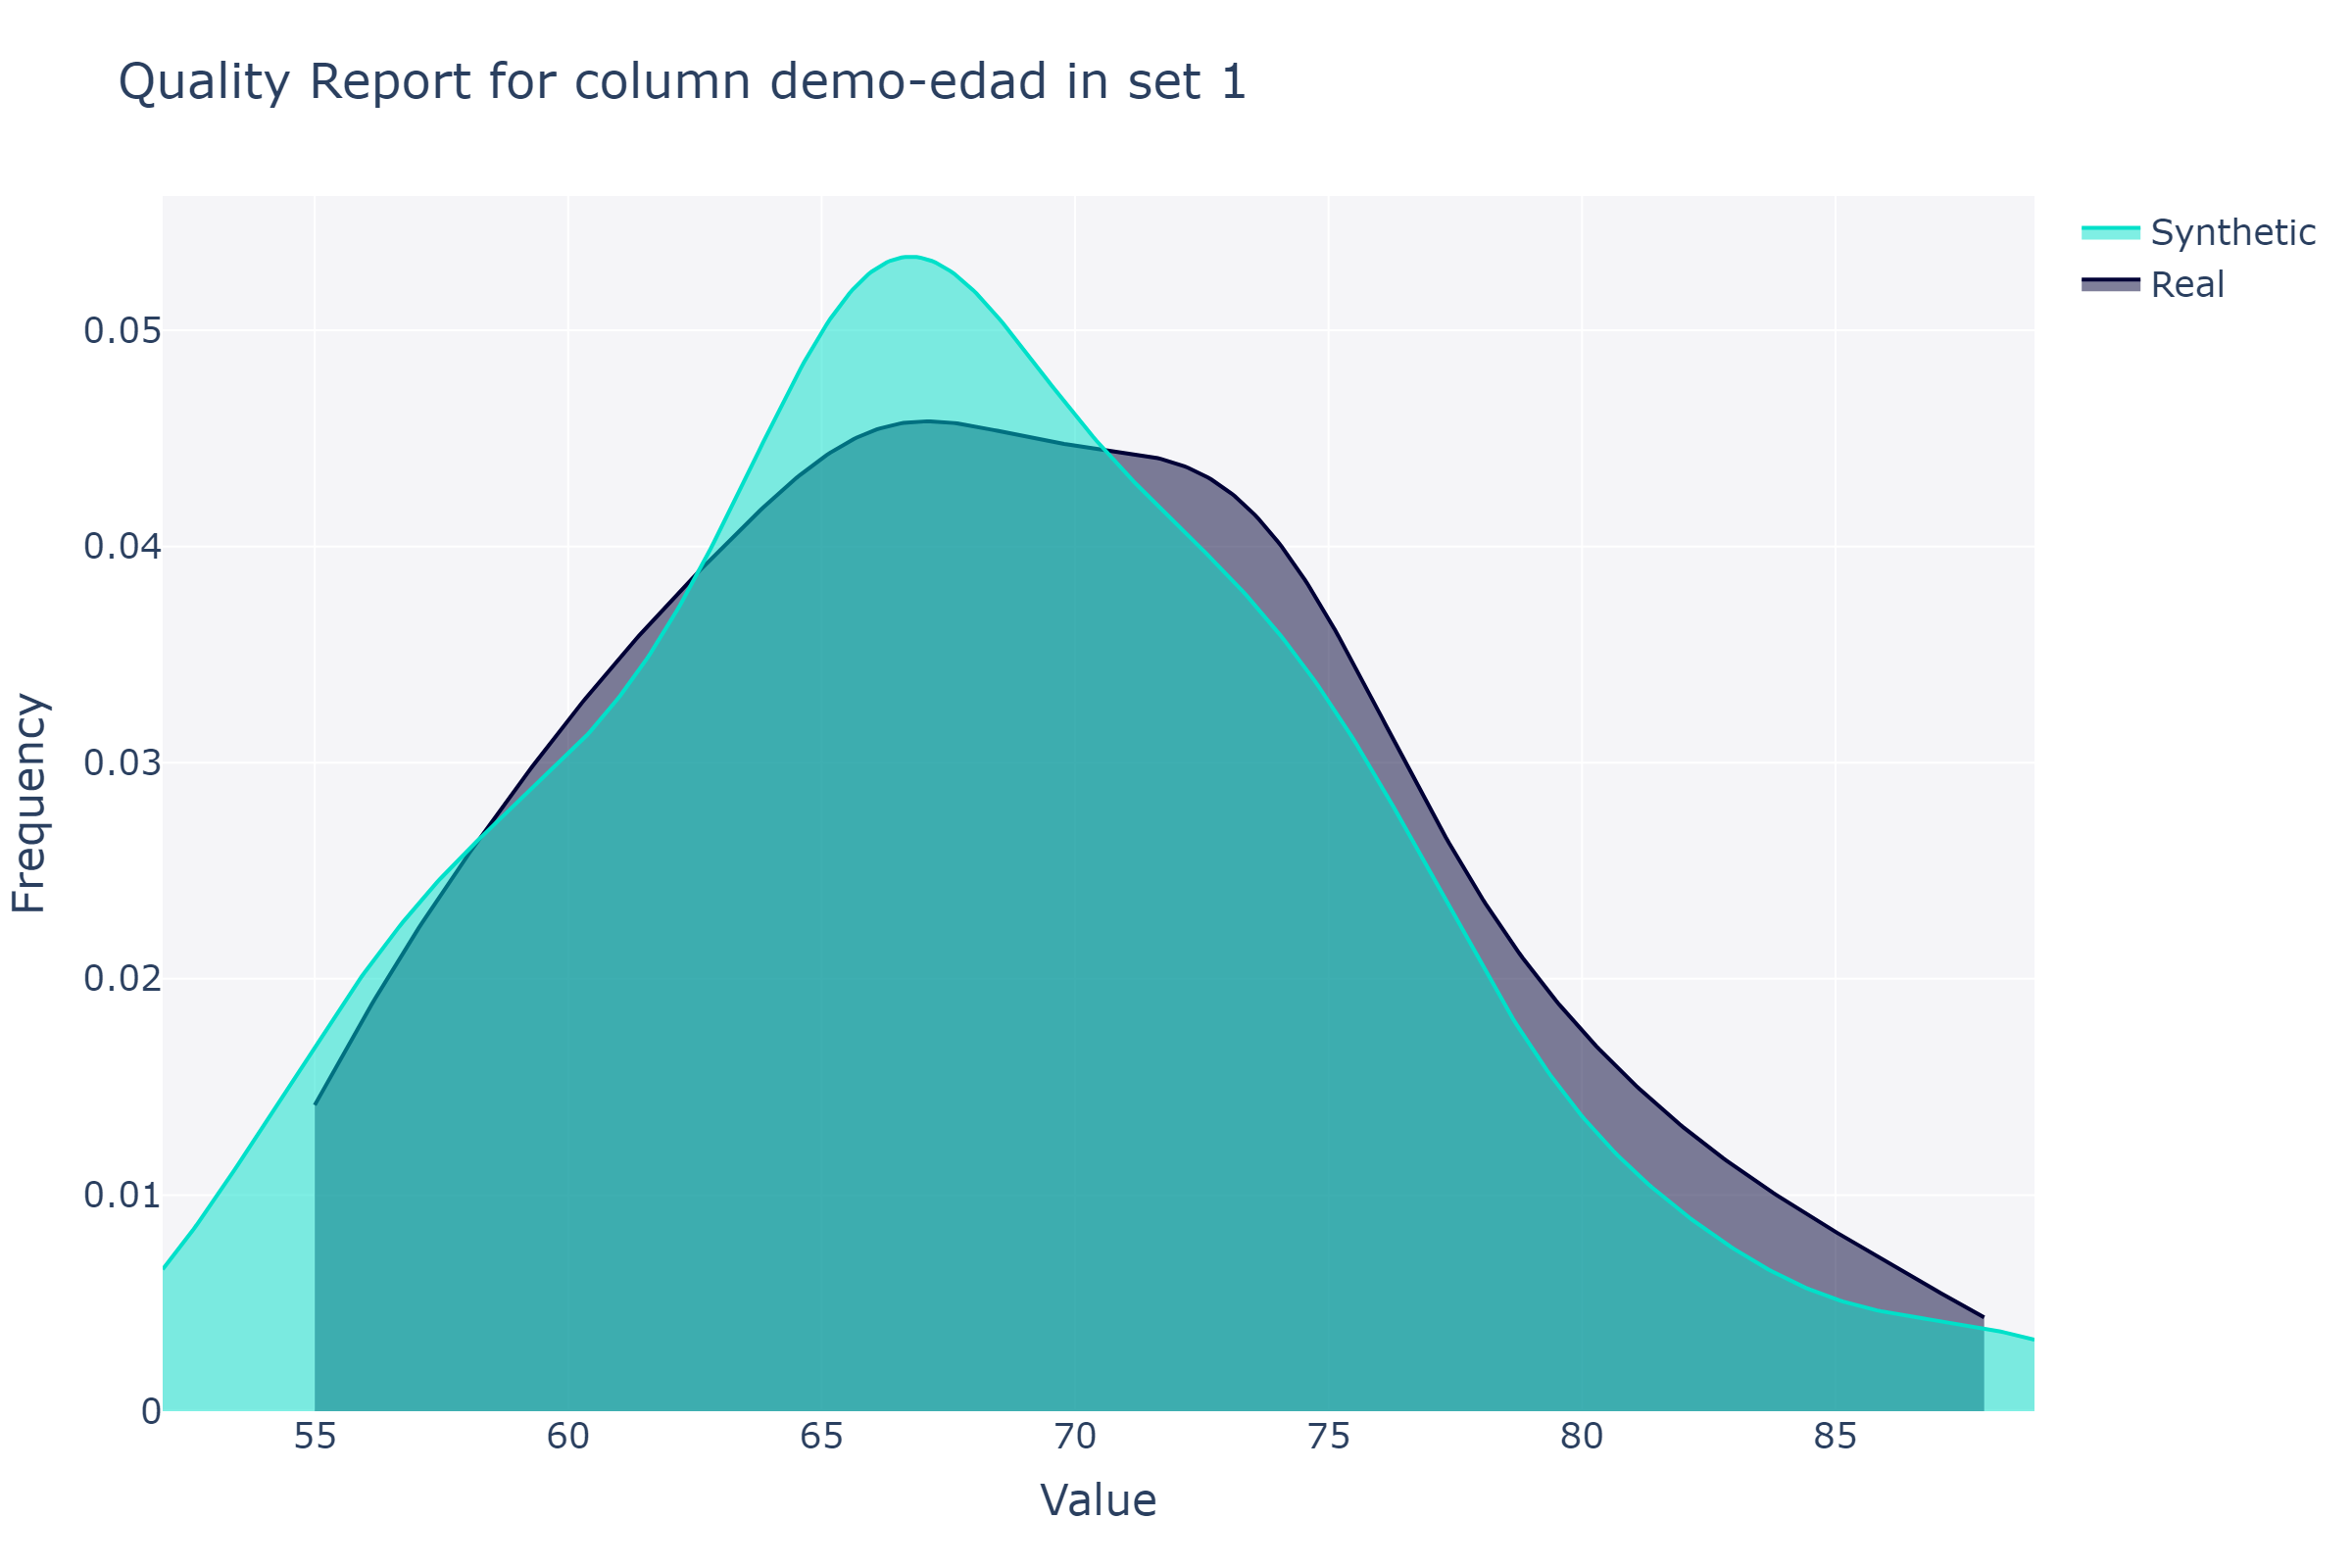 Quality Report for column demo-edad in set 1
Synthetic
Real
0.05
0.04
0.03
0.02
0.01
0
Frequency
55 60 65 70 75 80 85
Value